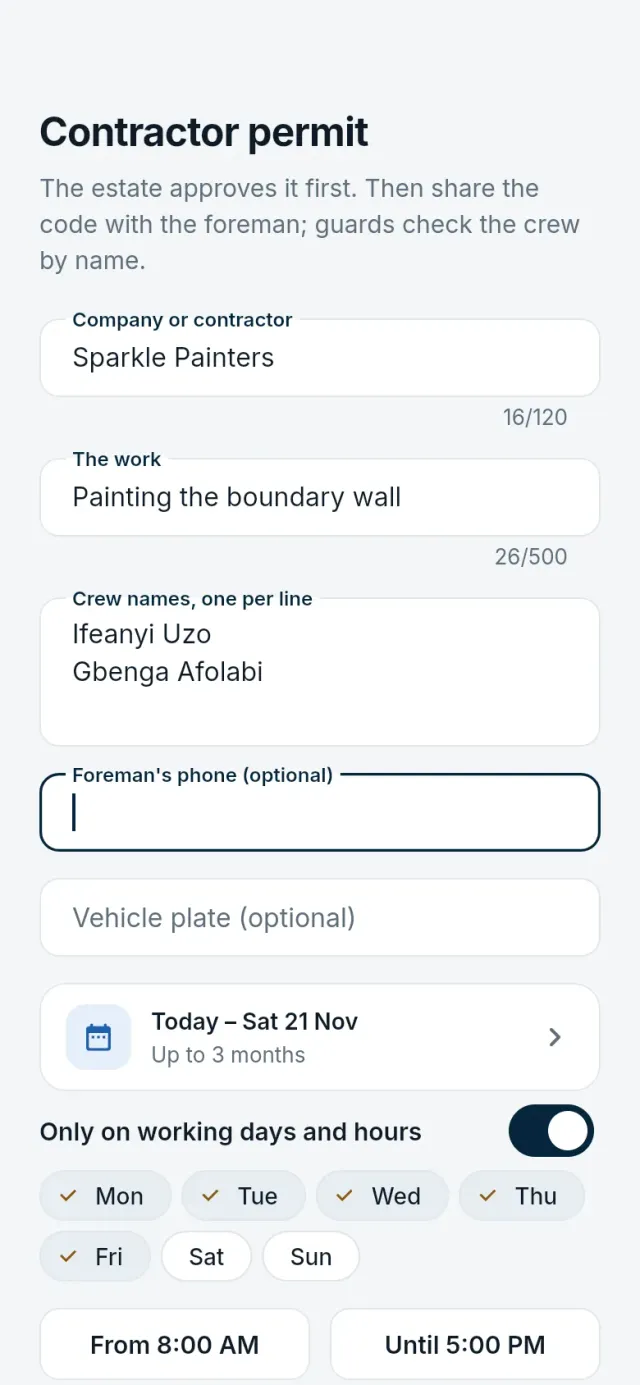 Contractor permit
The estate approves it first. Then share the
code with the foreman; guards check the crew
by name.
Company or contractor
Sparkle Painters
16/120
The work
Painting the boundary wall
26/500
Crew names, one per line
Ifeanyi Uzo
Gbenga Afolabi
Foreman's phone (optional)
Vehicle plate (optional)
Today – Sat 21 Nov
Up to 3 months
Only on working days and hours
Mon Tue Wed Thu
Fri Sat Sun
From 8:00 AM Until 5:00 PM